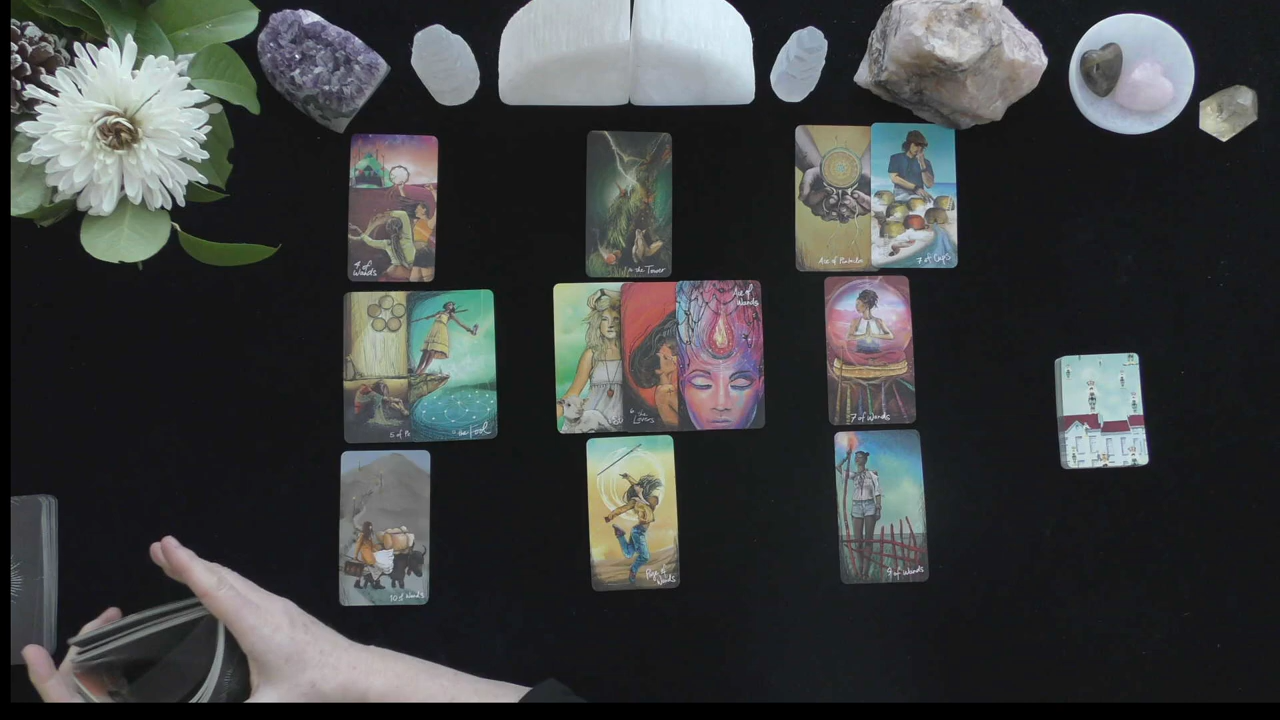 4 of
Wands
the Tower
Ace of Pentacles
7 of Cups
5 of P
the Fool
the
Lovers
Ace of
Wands
7 of Wands
10 of Wands
Page of
Wands
9 of Wands